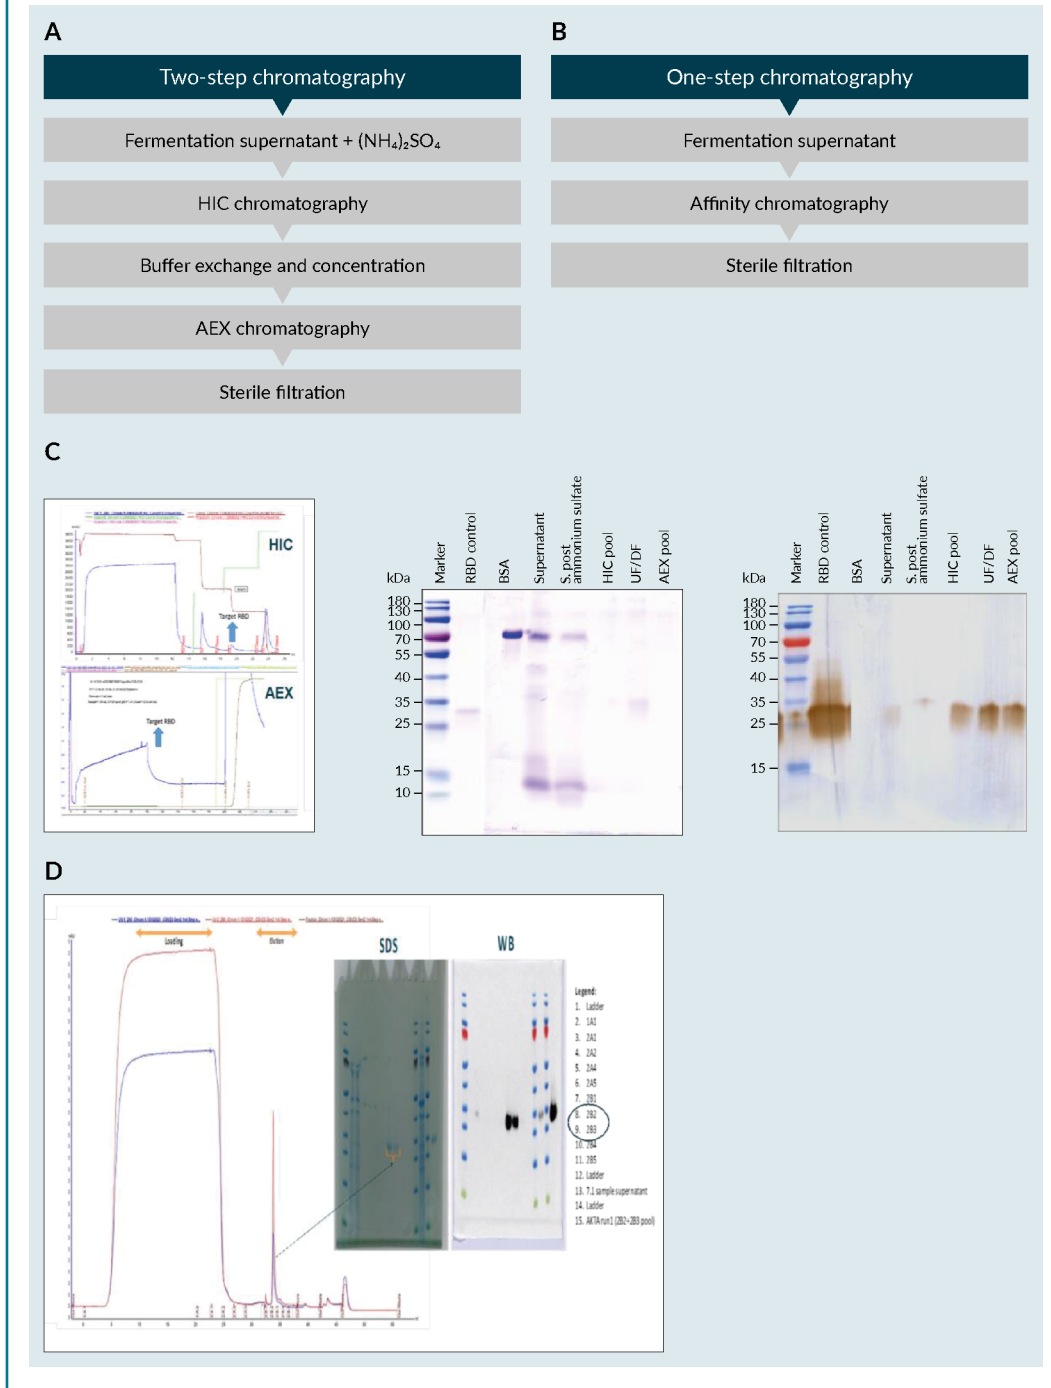 A
Two-step chromatography
Fermentation supernatant + (NH₄)₂SO₄
HIC chromatography
Buffer exchange and concentration
AEX chromatography
Sterile filtration
B
One-step chromatography
Fermentation supernatant
Affinity chromatography
Sterile filtration
C
HIC
Target RBD
AEX
Target RBD
kDa
Marker
RBD control
BSA
Supernatant
S. post
ammonium sulfate
HIC pool
UF/DF
AEX pool
180
130
100
70
55
40
35
25
15
10
kDa
Marker
RBD control
BSA
Supernatant
S. post
ammonium sulfate
HIC pool
UF/DF
AEX pool
180
130
100
70
55
40
35
25
15
D
Loading
Elution
SDS
WB
Legend:
1. Ladder
2. 1A1
3. 2A1
4. 2A2
5. 2A4
6. 2A5
7. 2B1
8. 2B2
9. 2B3
10. 2B4
11. 2B5
12. Ladder
13. 7.1 sample supernatant
14. Ladder
15. AKTA run1 (2B2+2B3 pool)